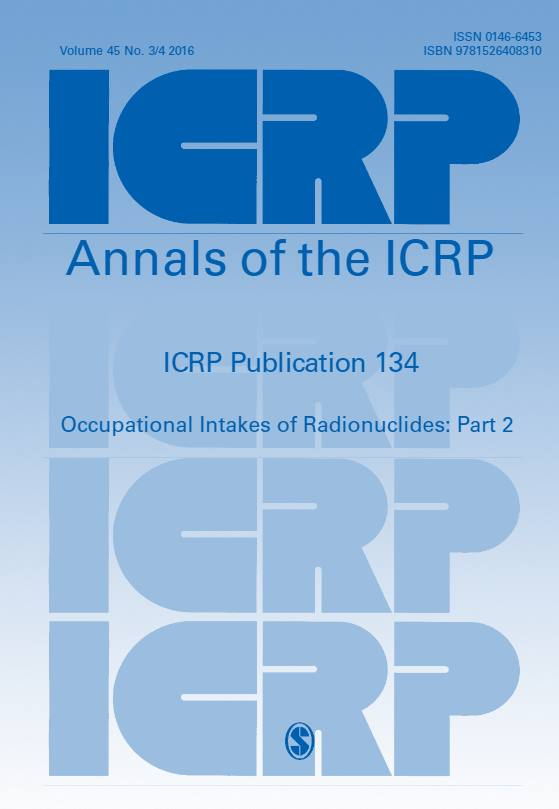 ISSN 0146-6453
Volume 45 No. 3/4 2016
ISBN 9781526408310
ICRP
Annals of the ICRP
ICRP
ICRP Publication 134
Occupational Intakes of Radionuclides: Part 2
ICRP
ICRP
S